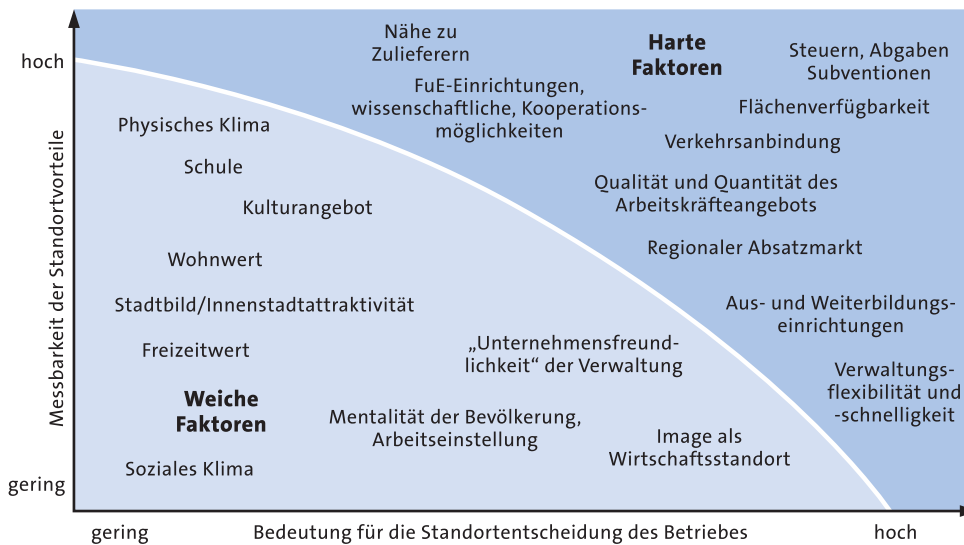 Messbarkeit der Standortvorteile
hoch
gering
Nähe zu
Zulieferern
Harte
Faktoren
Steuern, Abgaben
Subventionen
FuE-Einrichtungen,
wissenschaftliche, Kooperations-
möglichkeiten
Flächenverfügbarkeit
Physisches Klima
Verkehrsanbindung
Schule
Qualität und Quantität des
Arbeitskräfteangebots
Kulturangebot
Regionaler Absatzmarkt
Wohnwert
Stadtbild/Innenstadtattraktivität
Aus- und Weiterbildungs-
einrichtungen
Freizeitwert
„Unternehmensfreund-
lichkeit“ der Verwaltung
Verwaltungs-
flexibilität und
-schnelligkeit
Weiche
Faktoren
Mentalität der Bevölkerung,
Arbeitseinstellung
Image als
Wirtschaftsstandort
Soziales Klima
gering
Bedeutung für die Standortentscheidung des Betriebes
hoch